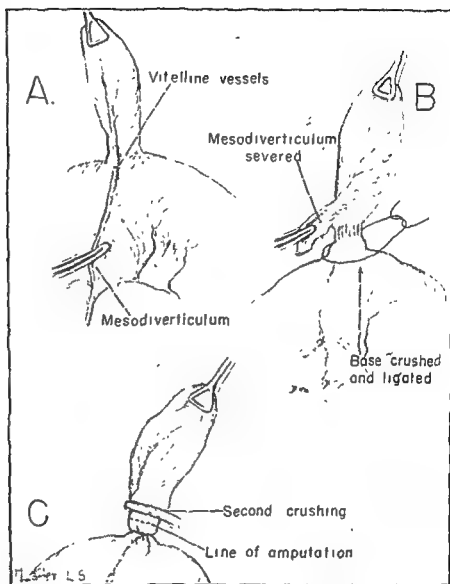 A.
Vitelline vessels
B
Mesodiverticulum
severed
Mesodiverticulum
Base crushed
and ligated
C
Second crushing
Line of amputation
L S